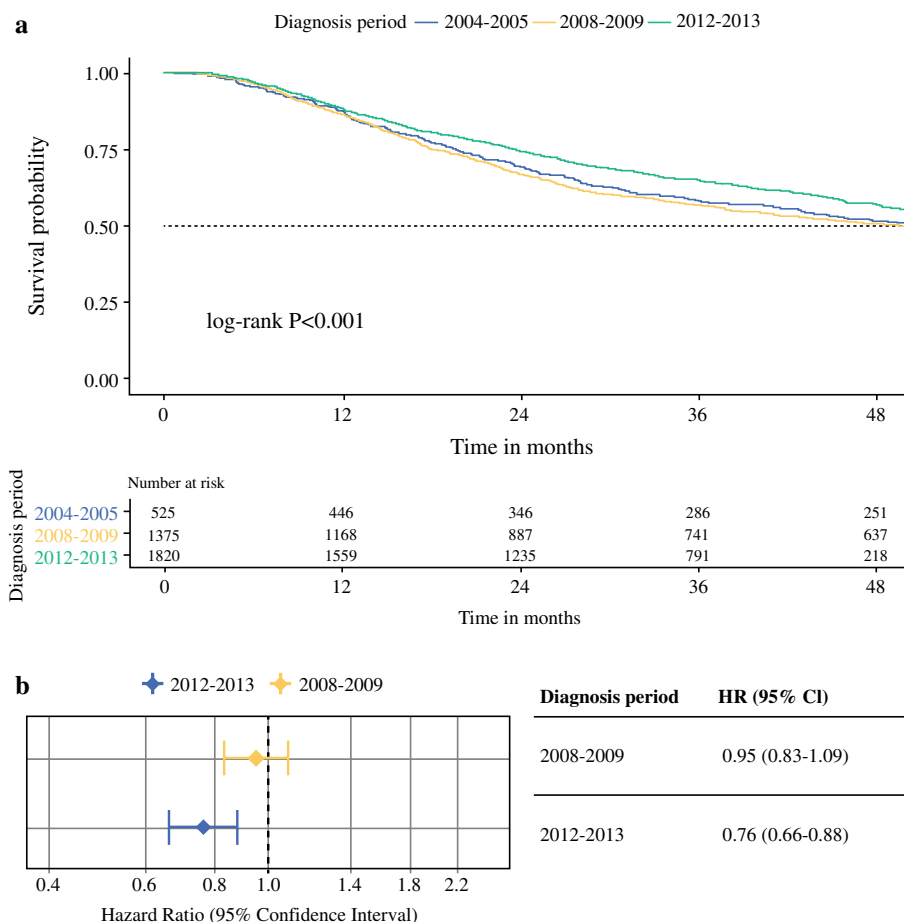 a
Diagnosis period 2004-2005 2008-2009 2012-2013
Survival probability
1.00
0.75
0.50
0.25
0.00
log-rank P<0.001
0 12 24 36 48
Time in months
Diagnosis period
Number at risk
2004-2005 525 446 346 286 251
2008-2009 1375 1168 887 741 637
2012-2013 1820 1559 1235 791 218
0 12 24 36 48
Time in months
b
2012-2013 2008-2009
0.4 0.6 0.8 1.0 1.4 1.8 2.2
Hazard Ratio (95% Confidence Interval)
Diagnosis period HR (95% Cl)
2008-2009 0.95 (0.83-1.09)
2012-2013 0.76 (0.66-0.88)